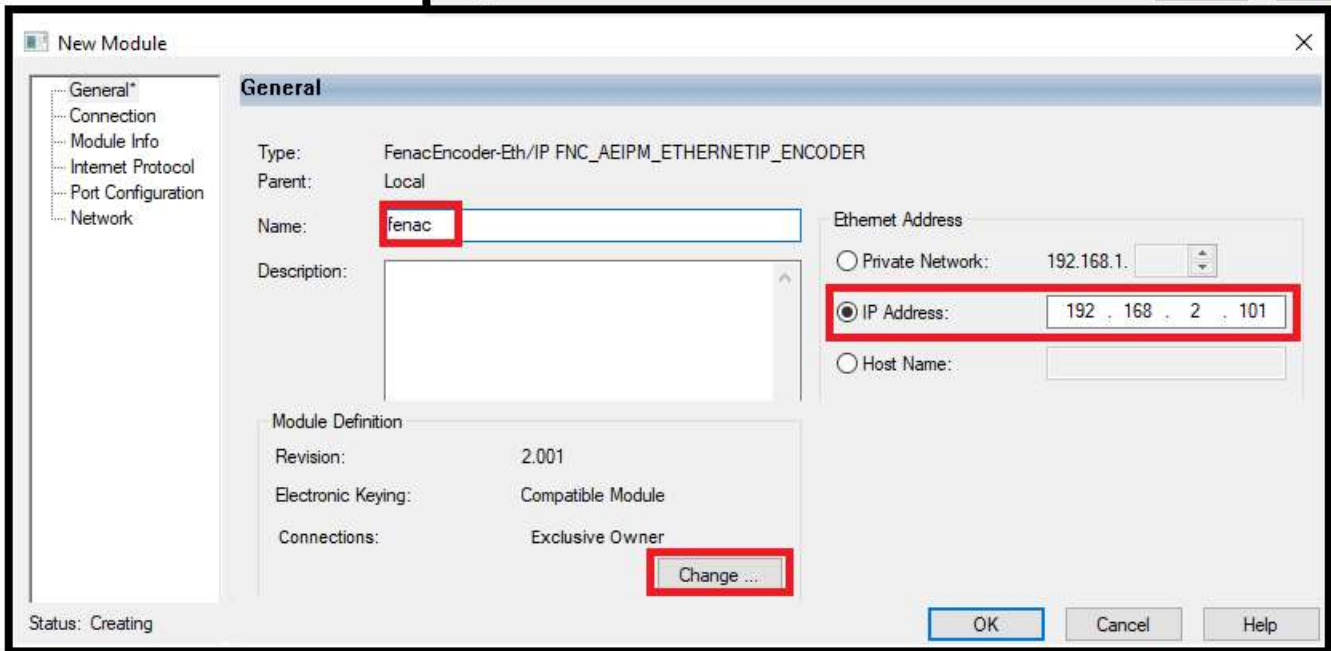 New Module
General*
Connection
Module Info
Internet Protocol
Port Configuration
Network
General
Type: FenacEncoder-Eth/IP FNC_AEIPM_ETHERNETIP_ENCODER
Parent: Local
Name: fenac
Description:
Ethernet Address
Private Network: 192.168.1.
IP Address: 192 . 168 . 2 . 101
Host Name:
Module Definition
Revision: 2.001
Electronic Keying: Compatible Module
Connections: Exclusive Owner
Change ...
Status: Creating
OK Cancel Help